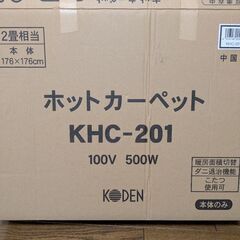 2畳相当
本体
176×176cm
ホットカーペット
KHC-201
100V 500W
KODEN
暖房面積切替
ダニ退治機能
こたつ
使用可
本体のみ
中国